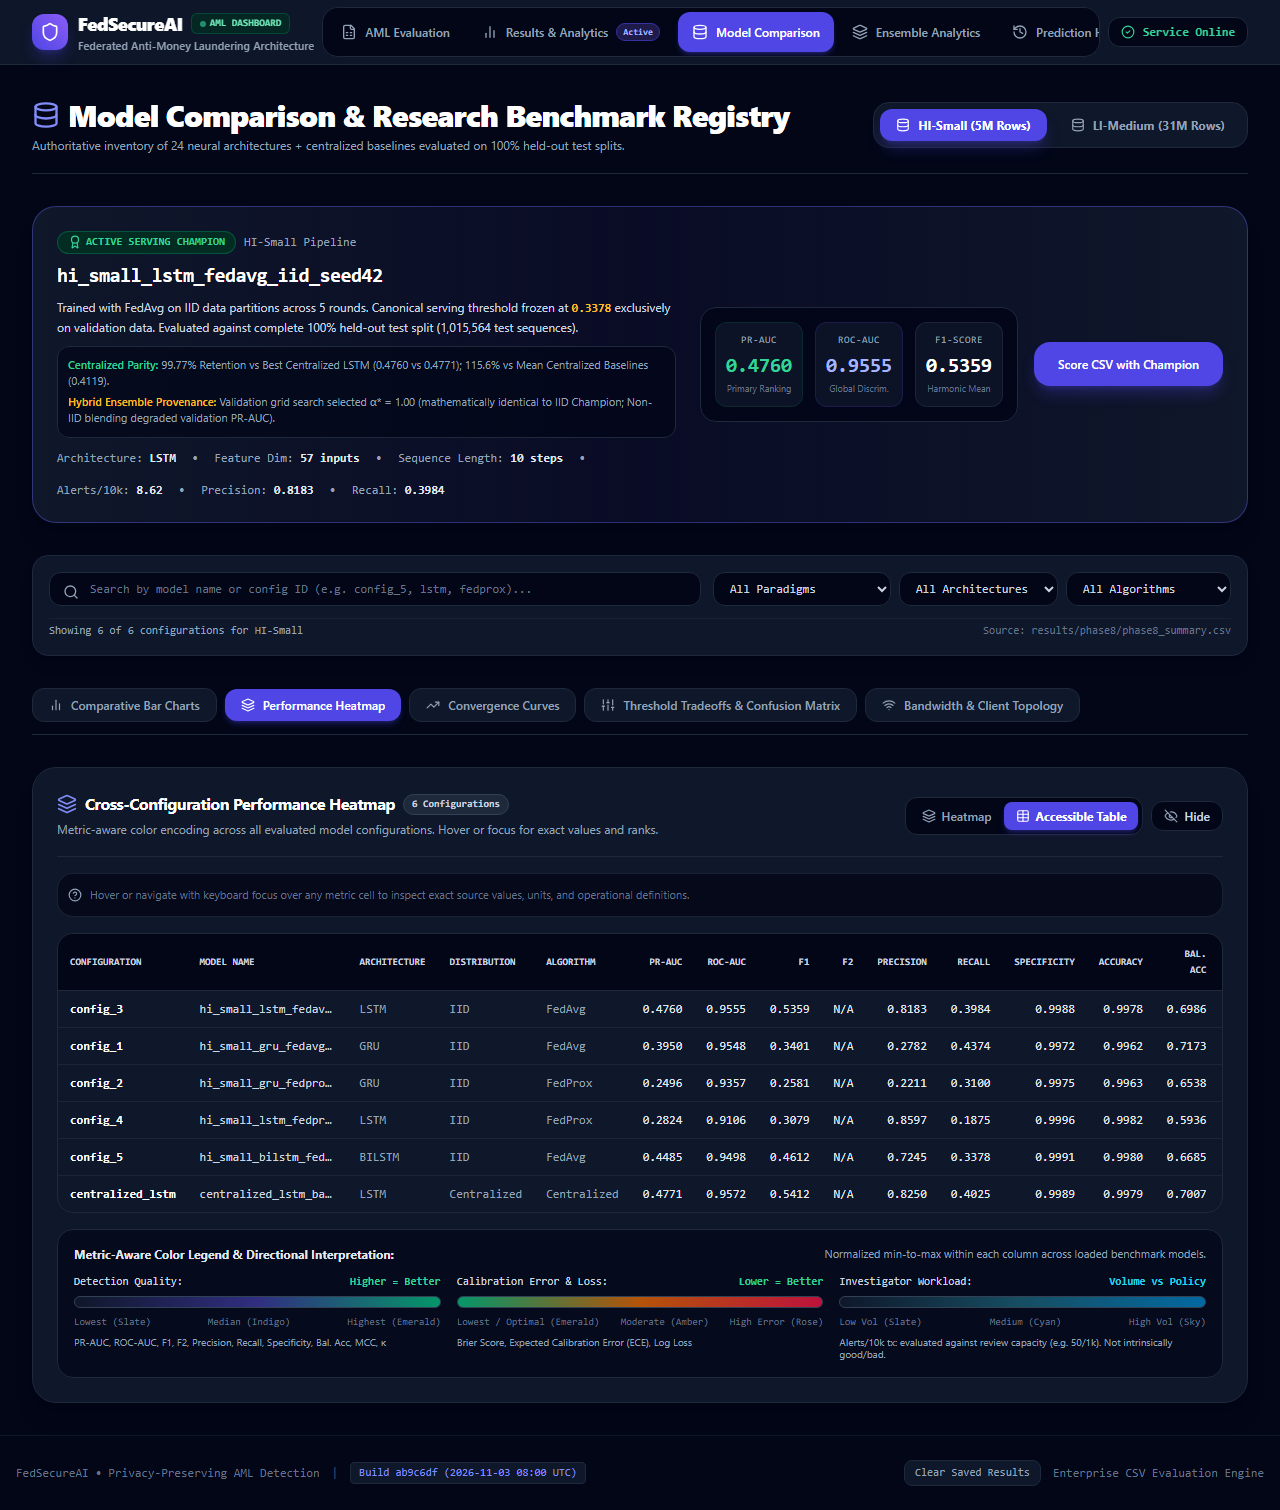 FedSecureAI
AML DASHBOARD
Federated Anti-Money Laundering Architecture
AML Evaluation
Results & Analytics
Active
Model Comparison
Ensemble Analytics
Prediction H
Service Online
Model Comparison & Research Benchmark Registry
Authoritative inventory of 24 neural architectures + centralized baselines evaluated on 100% held-out test splits.
HI-Small (5M Rows)
LI-Medium (31M Rows)
ACTIVE SERVING CHAMPION
HI-Small Pipeline
hi_small_lstm_fedavg_iid_seed42
Trained with FedAvg on IID data partitions across 5 rounds. Canonical serving threshold frozen at 0.3378 exclusively
on validation data. Evaluated against complete 100% held-out test split (1,015,564 test sequences).
Centralized Parity: 99.77% Retention vs Best Centralized LSTM (0.4760 vs 0.4771); 115.6% vs Mean Centralized Baselines
(0.4119).
Hybrid Ensemble Provenance: Validation grid search selected α* = 1.00 (mathematically identical to IID Champion; Non-
IID blending degraded validation PR-AUC).
Architecture: LSTM • Feature Dim: 57 inputs • Sequence Length: 10 steps •
Alerts/10k: 8.62 • Precision: 0.8183 • Recall: 0.3984
PR-AUC
0.4760
Primary Ranking
ROC-AUC
0.9555
Global Discrim.
F1-SCORE
0.5359
Harmonic Mean
Score CSV with Champion
Search by model name or config ID (e.g. config_5, lstm, fedprox)...
All Paradigms
All Architectures
All Algorithms
Showing 6 of 6 configurations for HI-Small
Source: results/phase8/phase8_summary.csv
Comparative Bar Charts
Performance Heatmap
Convergence Curves
Threshold Tradeoffs & Confusion Matrix
Bandwidth & Client Topology
Cross-Configuration Performance Heatmap
6 Configurations
Metric-aware color encoding across all evaluated model configurations. Hover or focus for exact values and ranks.
Heatmap
Accessible Table
Hide
Hover or navigate with keyboard focus over any metric cell to inspect exact source values, units, and operational definitions.
CONFIGURATION MODEL NAME ARCHITECTURE DISTRIBUTION ALGORITHM PR-AUC ROC-AUC F1 F2 PRECISION RECALL SPECIFICITY ACCURACY BAL. ACC
config_3 hi_small_lstm_fedav… LSTM IID FedAvg 0.4760 0.9555 0.5359 N/A 0.8183 0.3984 0.9988 0.9978 0.6986
config_1 hi_small_gru_fedavg… GRU IID FedAvg 0.3950 0.9548 0.3401 N/A 0.2782 0.4374 0.9972 0.9962 0.7173
config_2 hi_small_gru_fedpro… GRU IID FedProx 0.2496 0.9357 0.2581 N/A 0.2211 0.3100 0.9975 0.9963 0.6538
config_4 hi_small_lstm_fedpr… LSTM IID FedProx 0.2824 0.9106 0.3079 N/A 0.8597 0.1875 0.9996 0.9982 0.5936
config_5 hi_small_bilstm_fed… BILSTM IID FedAvg 0.4485 0.9498 0.4612 N/A 0.7245 0.3378 0.9991 0.9980 0.6685
centralized_lstm centralized_lstm_ba… LSTM Centralized Centralized 0.4771 0.9572 0.5412 N/A 0.8250 0.4025 0.9989 0.9979 0.7007
Metric-Aware Color Legend & Directional Interpretation:
Normalized min-to-max within each column across loaded benchmark models.
Detection Quality: Higher = Better
Lowest (Slate) Median (Indigo) Highest (Emerald)
PR-AUC, ROC-AUC, F1, F2, Precision, Recall, Specificity, Bal. Acc, MCC, κ
Calibration Error & Loss: Lower = Better
Lowest / Optimal (Emerald) Moderate (Amber) High Error (Rose)
Brier Score, Expected Calibration Error (ECE), Log Loss
Investigator Workload: Volume vs Policy
Low Vol (Slate) Medium (Cyan) High Vol (Sky)
Alerts/10k tx: evaluated against review capacity (e.g. 50/1k). Not intrinsically
good/bad.
FedSecureAI • Privacy-Preserving AML Detection | Build ab9c6df (2026-11-03 08:00 UTC)
Clear Saved Results
Enterprise CSV Evaluation Engine